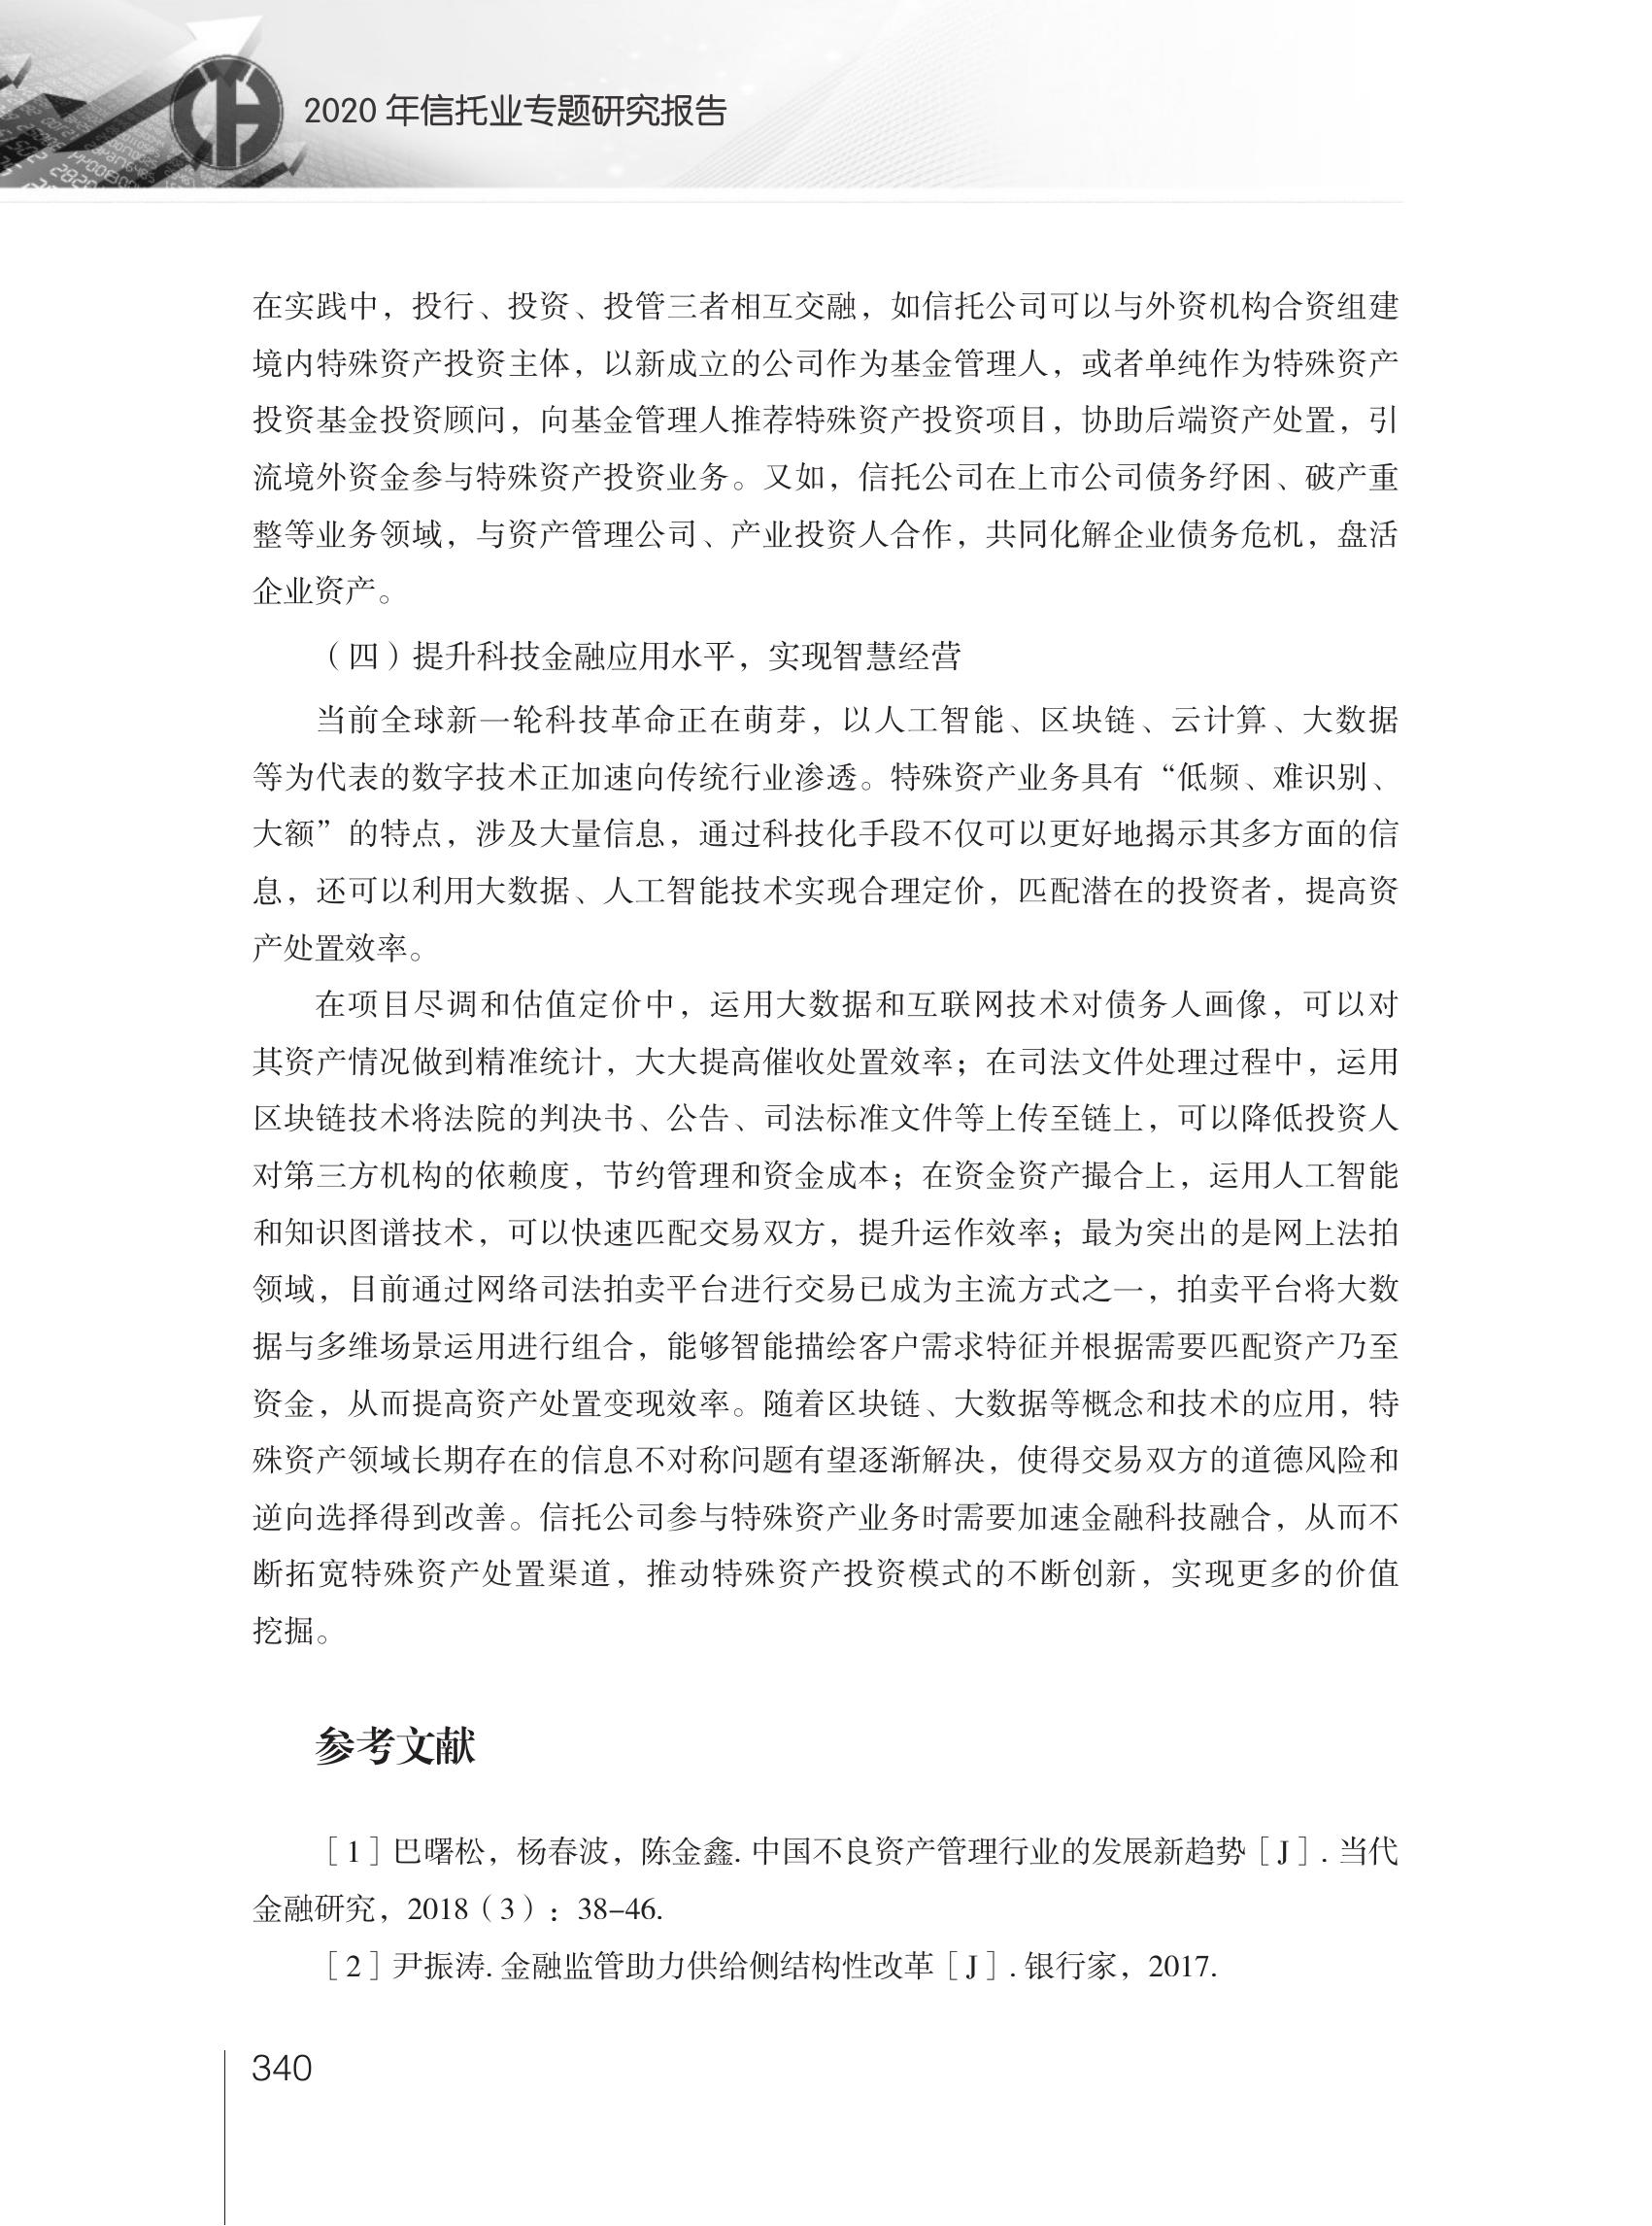 2020 年信托业专题研究报告
在实践中，投行、投资、投管三者相互交融，如信托公司可以与外资机构合资组建
境内特殊资产投资主体，以新成立的公司作为基金管理人，或者单纯作为特殊资产
投资基金投资顾问，向基金管理人推荐特殊资产投资项目，协助后端资产处置，引
流境外资金参与特殊资产投资业务。又如，信托公司在上市公司债务纾困、破产重
整等业务领域，与资产管理公司、产业投资人合作，共同化解企业债务危机，盘活
企业资产。
（四）提升科技金融应用水平，实现智慧经营
当前全球新一轮科技革命正在萌芽，以人工智能、区块链、云计算、大数据
等为代表的数字技术正加速向传统行业渗透。特殊资产业务具有“低频、难识别、
大额”的特点，涉及大量信息，通过科技化手段不仅可以更好地揭示其多方面的信
息，还可以利用大数据、人工智能技术实现合理定价，匹配潜在的投资者，提高资
产处置效率。
在项目尽调和估值定价中，运用大数据和互联网技术对债务人画像，可以对
其资产情况做到精准统计，大大提高催收处置效率；在司法文件处理过程中，运用
区块链技术将法院的判决书、公告、司法标准文件等上传至链上，可以降低投资人
对第三方机构的依赖度，节约管理和资金成本；在资金资产撮合上，运用人工智能
和知识图谱技术，可以快速匹配交易双方，提升运作效率；最为突出的是网上法拍
领域，目前通过网络司法拍卖平台进行交易已成为主流方式之一，拍卖平台将大数
据与多维场景运用进行组合，能够智能描绘客户需求特征并根据需要匹配资产乃至
资金，从而提高资产处置变现效率。随着区块链、大数据等概念和技术的应用，特
殊资产领域长期存在的信息不对称问题有望逐渐解决，使得交易双方的道德风险和
逆向选择得到改善。信托公司参与特殊资产业务时需要加速金融科技融合，从而不
断拓宽特殊资产处置渠道，推动特殊资产投资模式的不断创新，实现更多的价值
挖掘。
参考文献
［1］巴曙松，杨春波，陈金鑫. 中国不良资产管理行业的发展新趋势［J］. 当代
金融研究，2018（3）：38–46.
［2］尹振涛. 金融监管助力供给侧结构性改革［J］. 银行家，2017.
340